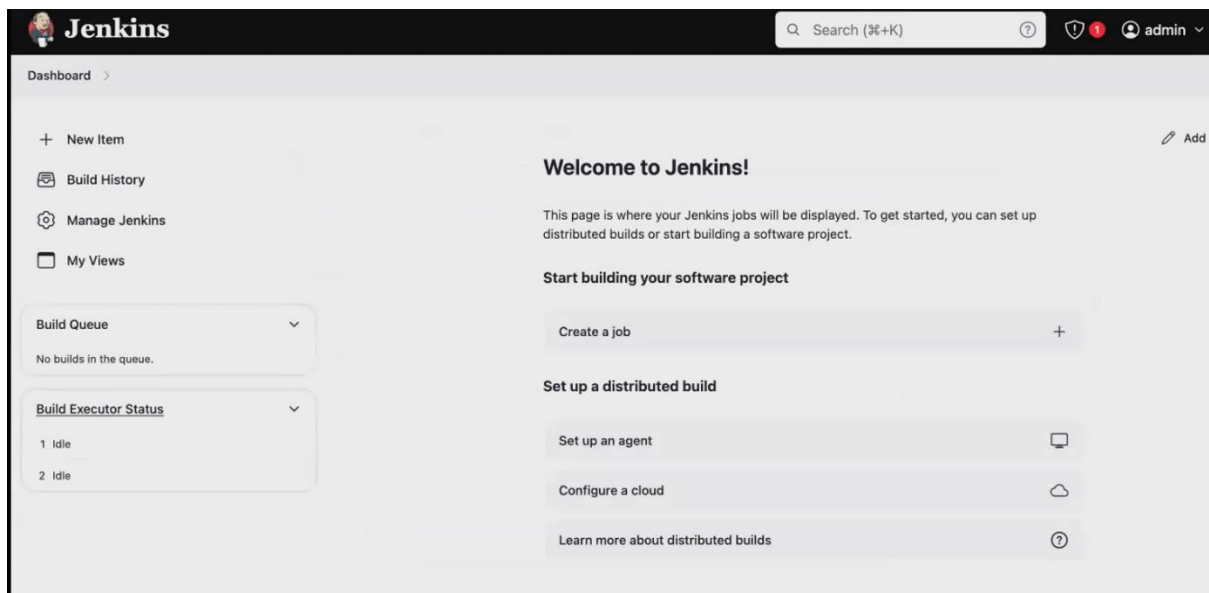 Jenkins
Search (⌘+K)
1
admin
Dashboard
New Item
Build History
Manage Jenkins
My Views
Build Queue
No builds in the queue.
Build Executor Status
1 Idle
2 Idle
Add
Welcome to Jenkins!
This page is where your Jenkins jobs will be displayed. To get started, you can set up
distributed builds or start building a software project.
Start building your software project
Create a job
Set up a distributed build
Set up an agent
Configure a cloud
Learn more about distributed builds